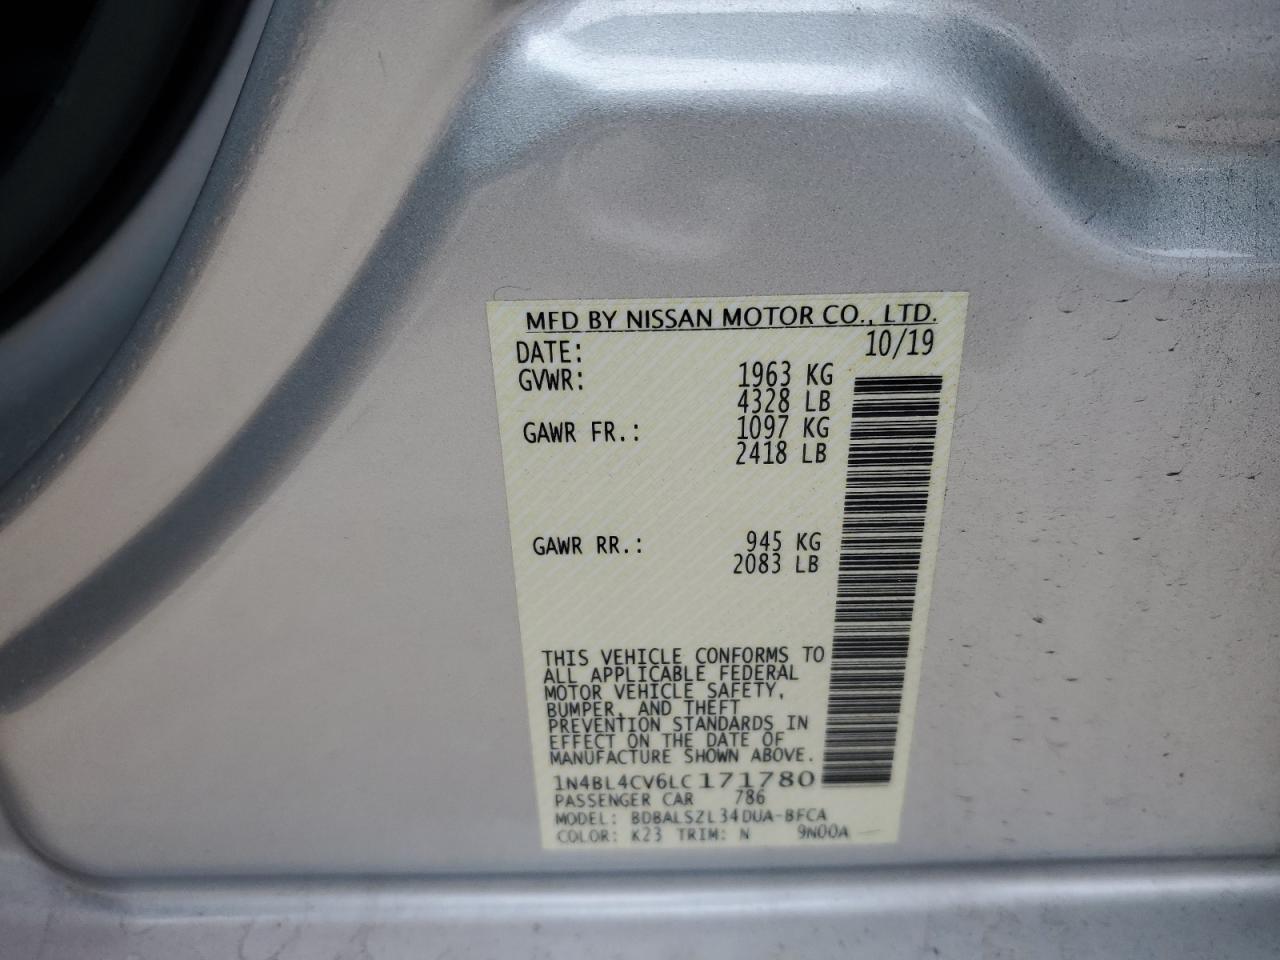 MFD BY NISSAN MOTOR CO., LTD.
DATE: 10/19
GVWR: 1963 KG
4328 LB
GAWR FR.: 1097 KG
2418 LB
GAWR RR.: 945 KG
2083 LB
THIS VEHICLE CONFORMS TO
ALL APPLICABLE FEDERAL
MOTOR VEHICLE SAFETY,
BUMPER, AND THEFT
PREVENTION STANDARDS IN
EFFECT ON THE DATE OF
MANUFACTURE SHOWN ABOVE.
1N4BL4CV6LC171780
PASSENGER CAR 786
MODEL: BDBALSZL34DUA-BFCA
COLOR: K23 TRIM: N 9N00A